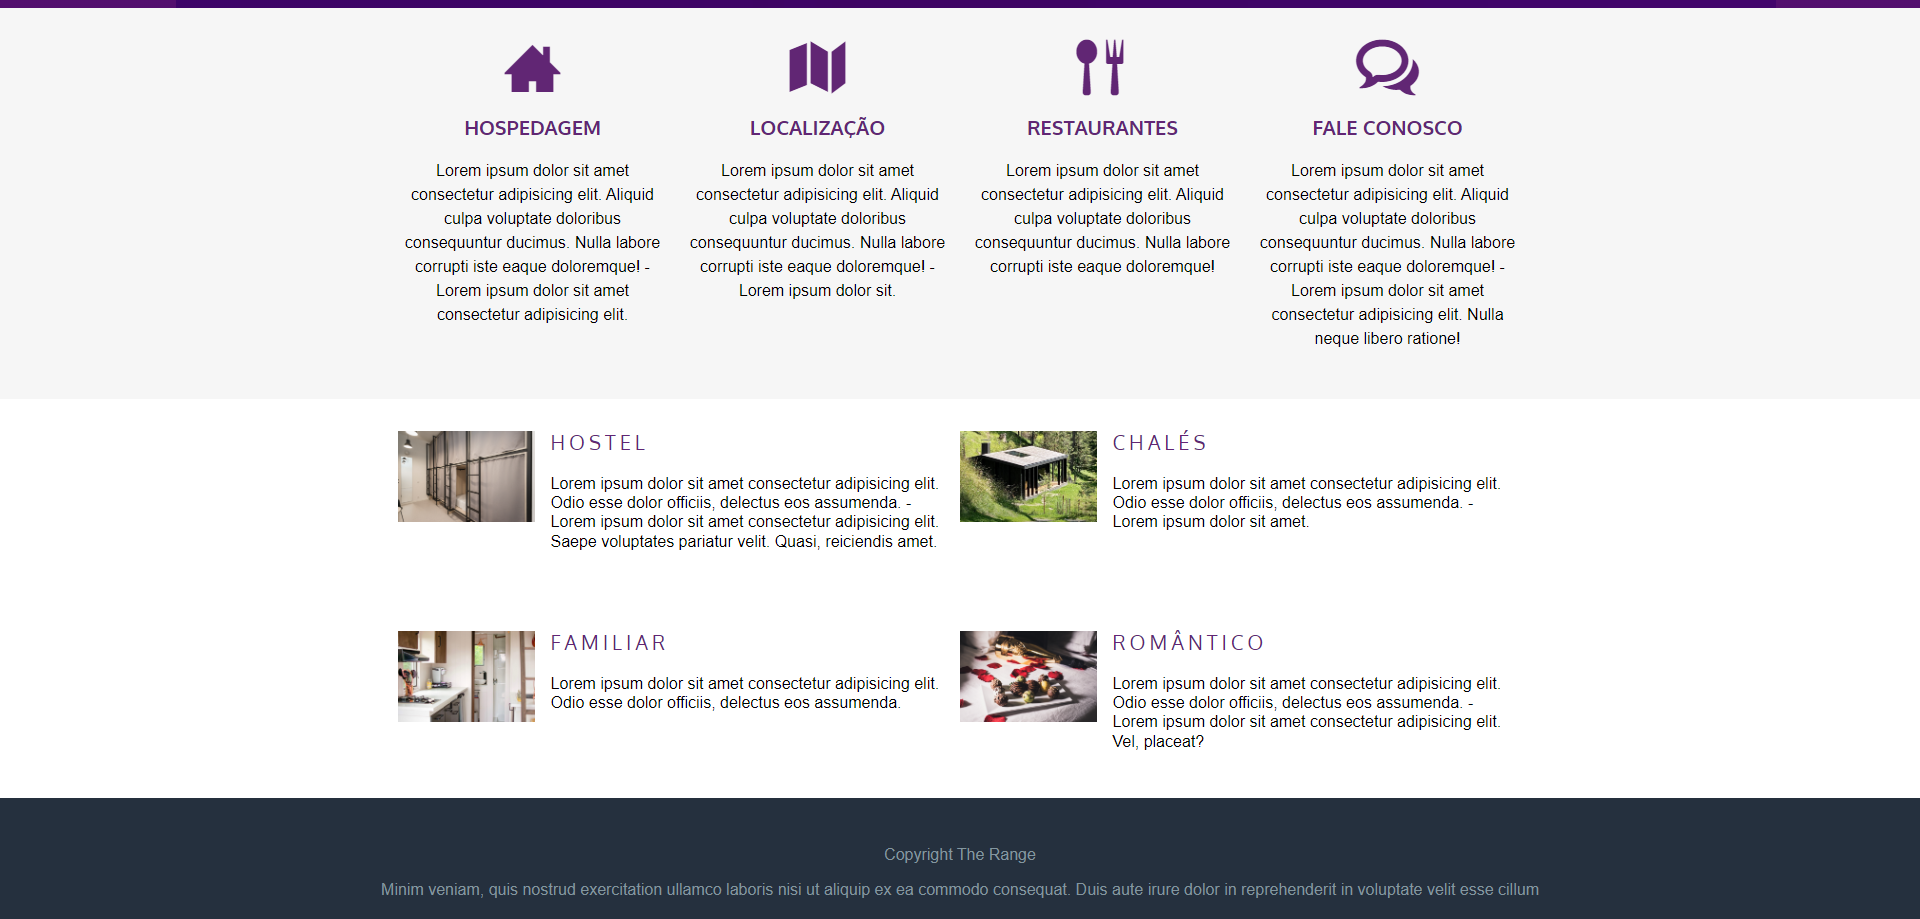 HOSPEDAGEM
Lorem ipsum dolor sit amet
consectetur adipisicing elit. Aliquid
culpa voluptate doloribus
consequuntur ducimus. Nulla labore
corrupti iste eaque doloremque! -
Lorem ipsum dolor sit amet
consectetur adipisicing elit.
LOCALIZAÇÃO
Lorem ipsum dolor sit amet
consectetur adipisicing elit. Aliquid
culpa voluptate doloribus
consequuntur ducimus. Nulla labore
corrupti iste eaque doloremque! -
Lorem ipsum dolor sit.
RESTAURANTES
Lorem ipsum dolor sit amet
consectetur adipisicing elit. Aliquid
culpa voluptate doloribus
consequuntur ducimus. Nulla labore
corrupti iste eaque doloremque!
FALE CONOSCO
Lorem ipsum dolor sit amet
consectetur adipisicing elit. Aliquid
culpa voluptate doloribus
consequuntur ducimus. Nulla labore
corrupti iste eaque doloremque! -
Lorem ipsum dolor sit amet
consectetur adipisicing elit. Nulla
neque libero ratione!
HOSTEL
Lorem ipsum dolor sit amet consectetur adipisicing elit.
Odio esse dolor officiis, delectus eos assumenda. -
Lorem ipsum dolor sit amet consectetur adipisicing elit.
Saepe voluptates pariatur velit. Quasi, reiciendis amet.
CHALÉS
Lorem ipsum dolor sit amet consectetur adipisicing elit.
Odio esse dolor officiis, delectus eos assumenda. -
Lorem ipsum dolor sit amet.
FAMILIAR
Lorem ipsum dolor sit amet consectetur adipisicing elit.
Odio esse dolor officiis, delectus eos assumenda.
ROMÂNTICO
Lorem ipsum dolor sit amet consectetur adipisicing elit.
Odio esse dolor officiis, delectus eos assumenda. -
Lorem ipsum dolor sit amet consectetur adipisicing elit.
Vel, placeat?
Copyright The Range
Minim veniam, quis nostrud exercitation ullamco laboris nisi ut aliquip ex ea commodo consequat. Duis aute irure dolor in reprehenderit in voluptate velit esse cillum